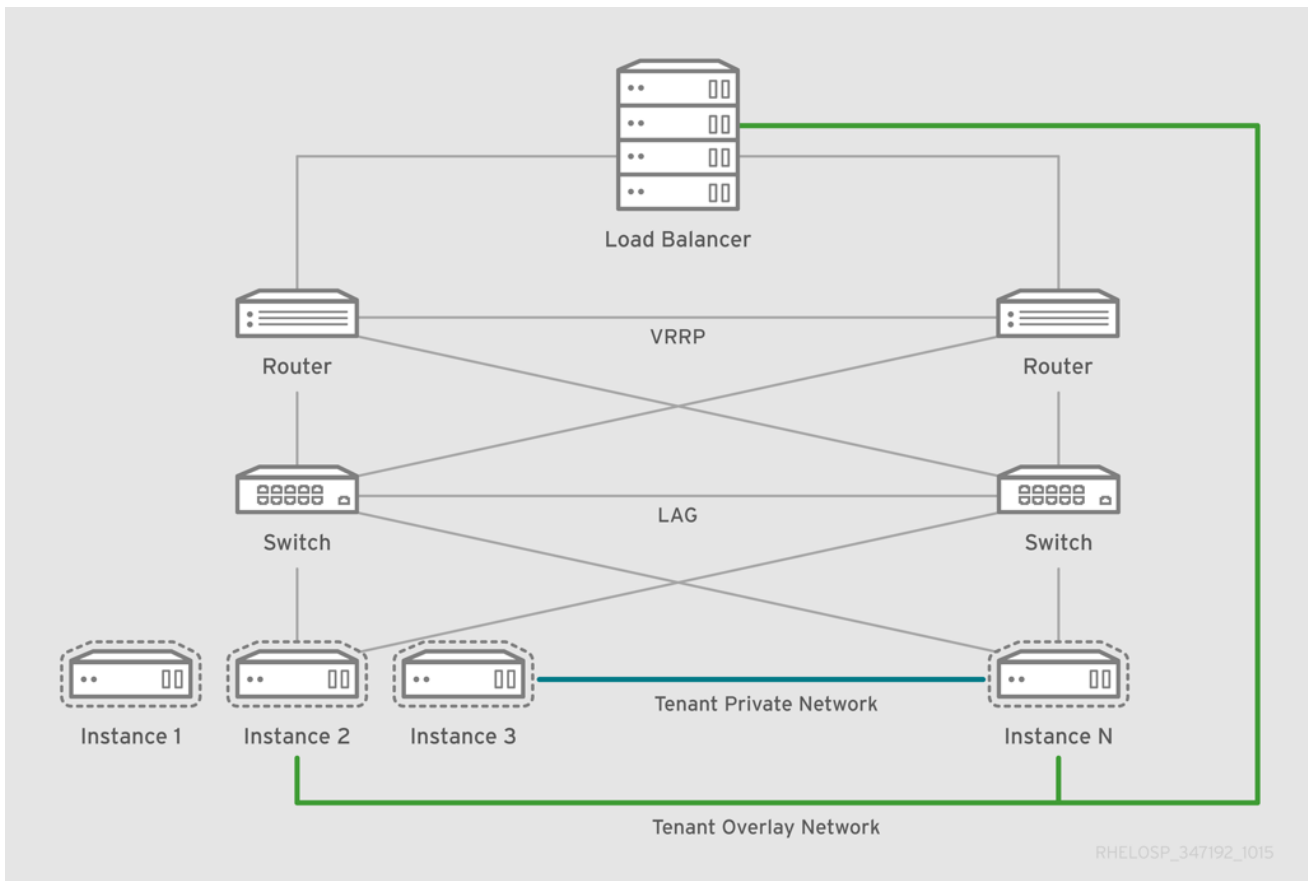 Load Balancer
VRRP
Router
Router
LAG
Switch
Switch
Tenant Private Network
Instance 1
Instance 2
Instance 3
Instance N
Tenant Overlay Network
RHELOSP_347192_1015